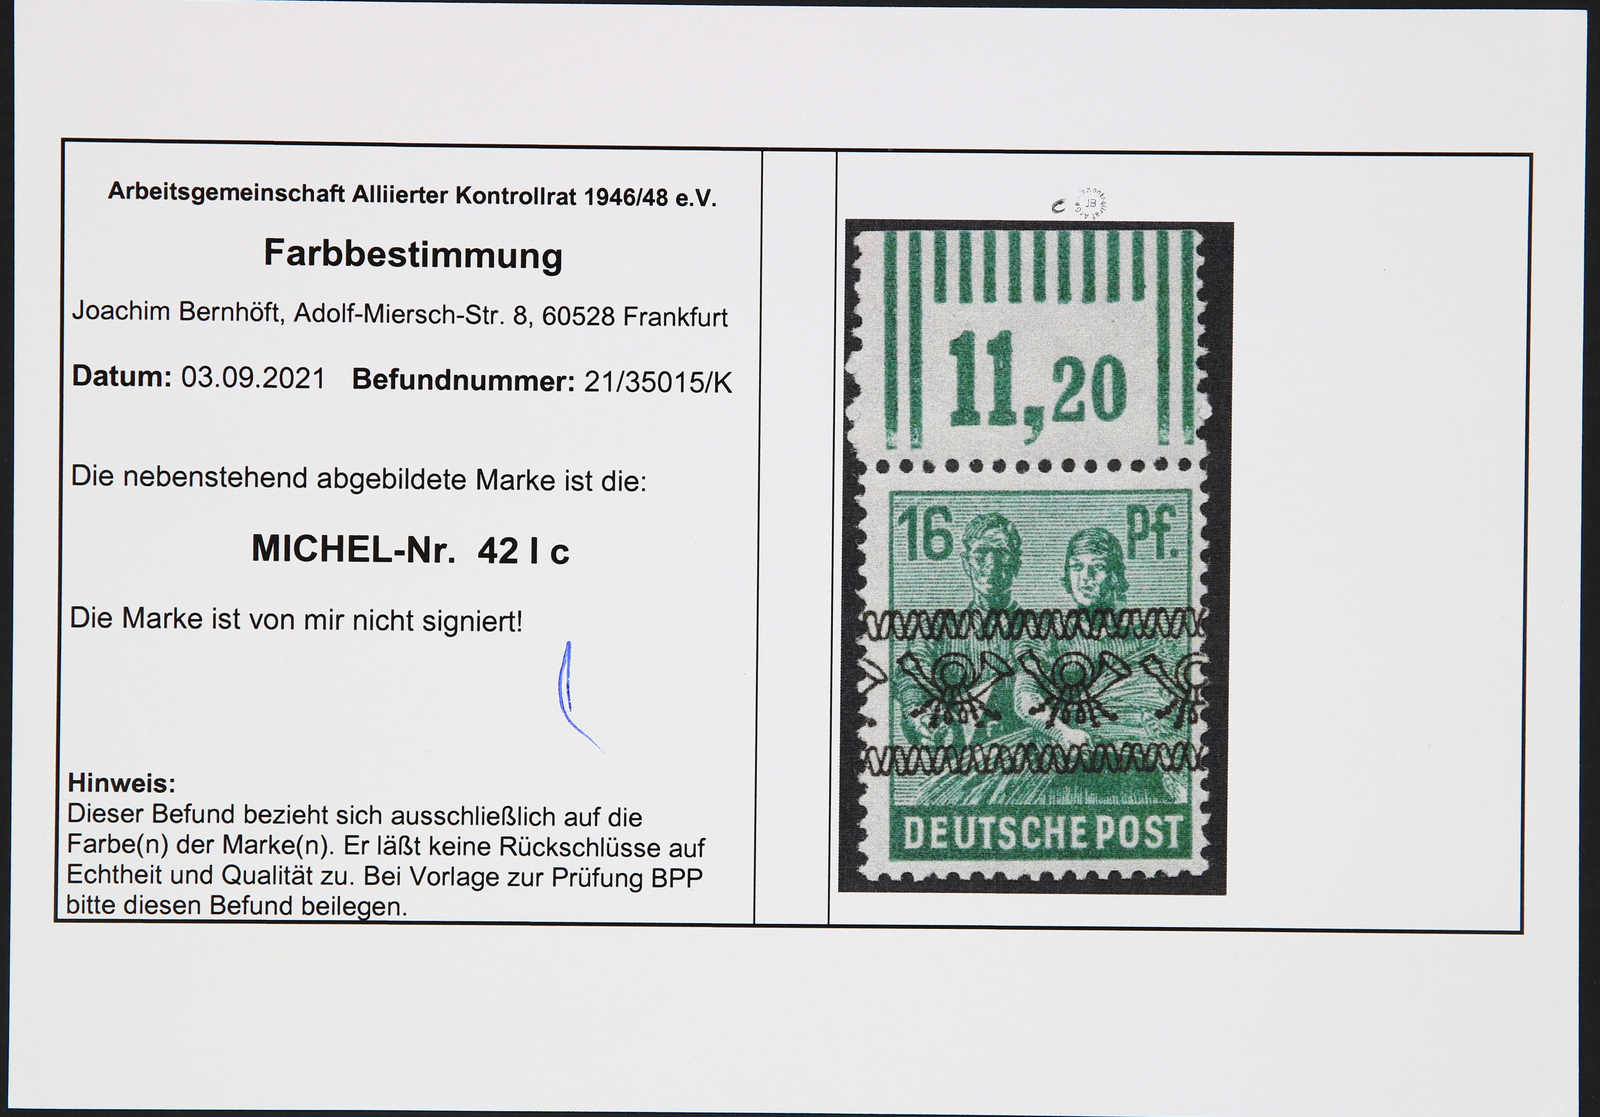 Arbeitsgemeinschaft Alliierter Kontrollrat 1946/48 e.V.
Farbbestimmung
Joachim Bernhöft, Adolf-Miersch-Str. 8, 60528 Frankfurt
Datum: 03.09.2021 Befundnummer: 21/35015/K
Die nebenstehend abgebildete Marke ist die:
MICHEL-Nr. 42 I c
Die Marke ist von mir nicht signiert!
Hinweis:
Dieser Befund bezieht sich ausschließlich auf die
Farbe(n) der Marke(n). Er läßt keine Rückschlüsse auf
Echtheit und Qualität zu. Bei Vorlage zur Prüfung BPP
bitte diesen Befund beilegen.
c JB
11,20
16 Pf.
DEUTSCHE POST